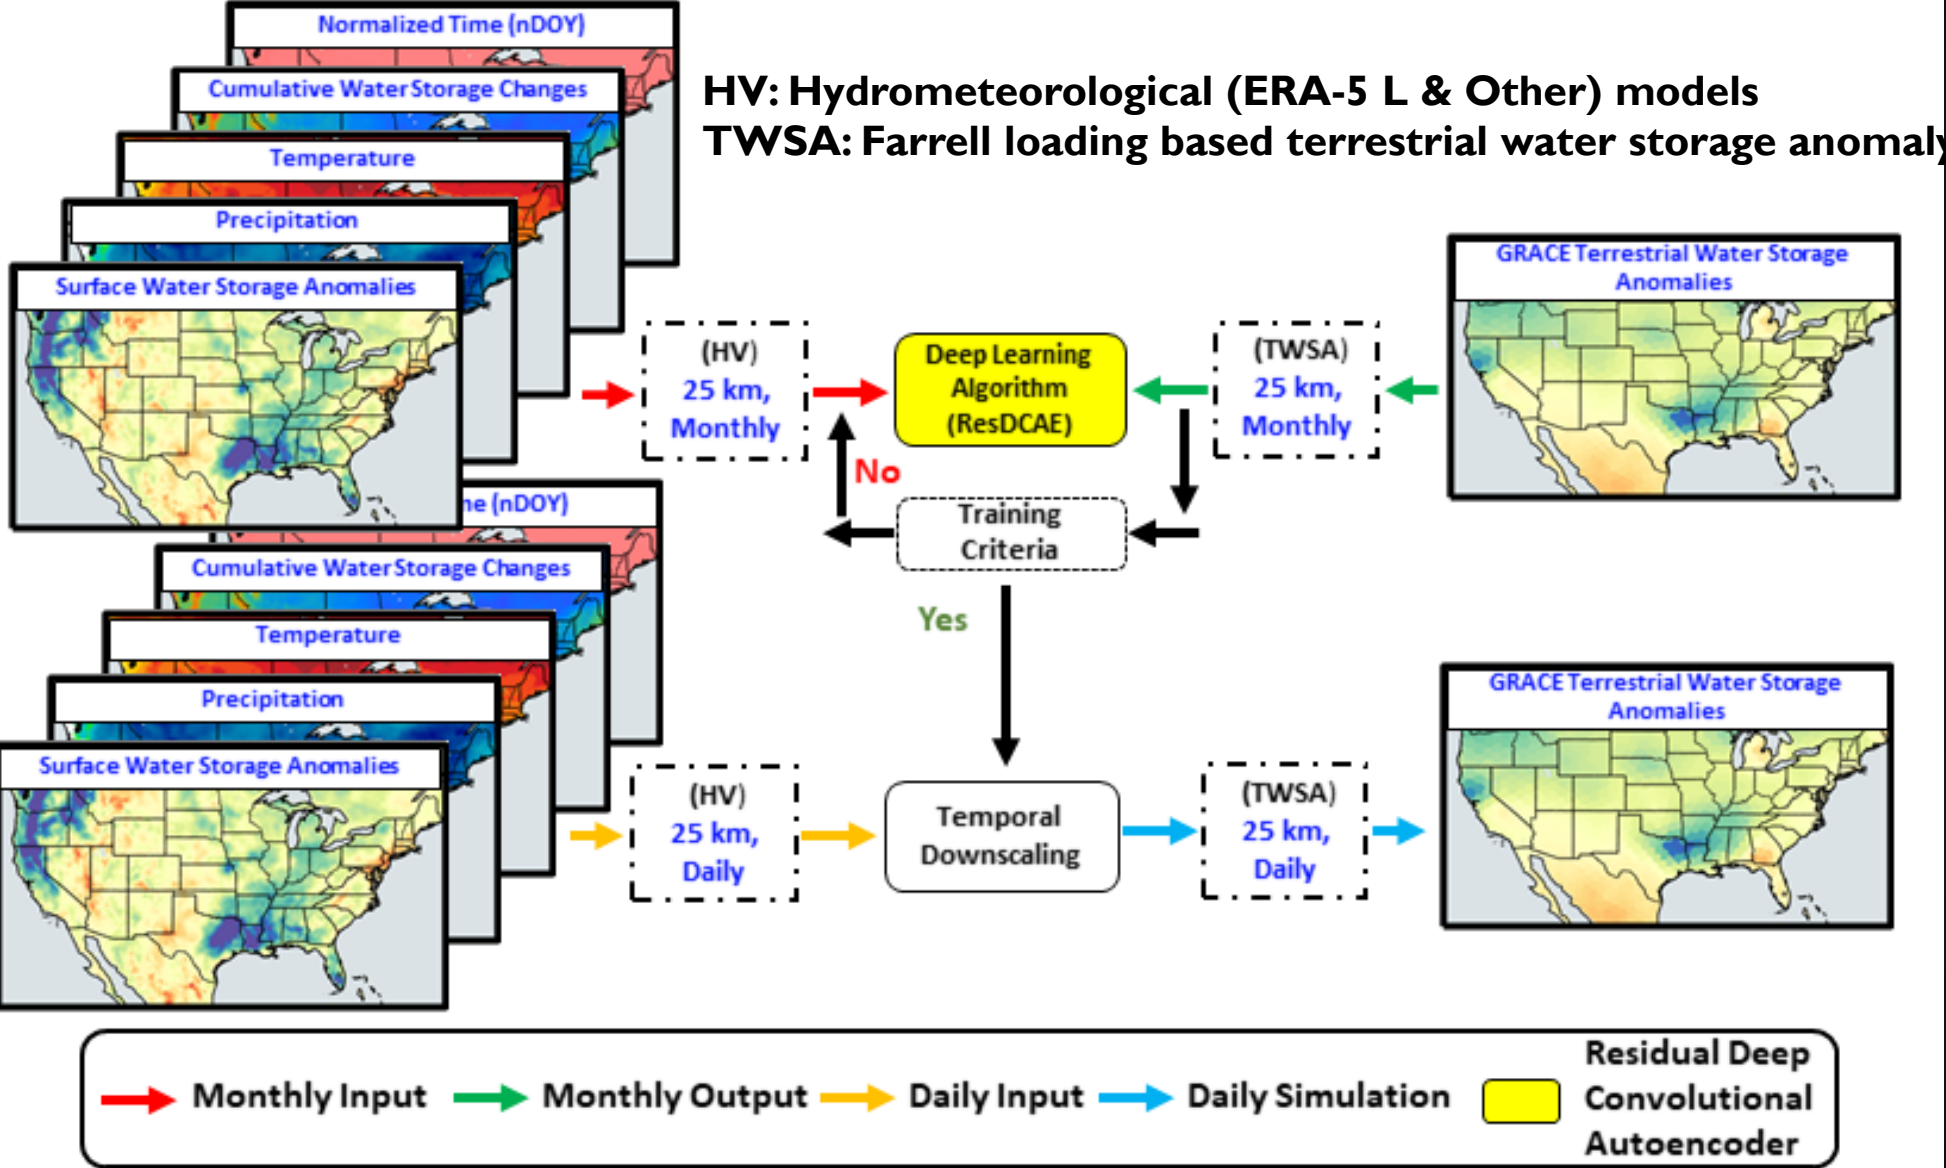 Normalized Time (nDOY)
Cumulative Water Storage Changes
Temperature
Precipitation
Surface Water Storage Anomalies
HV: Hydrometeorological (ERA-5 L & Other) models
TWSA: Farrell loading based terrestrial water storage anomaly
(HV)
25 km,
Monthly
Deep Learning
Algorithm
(ResDCAE)
(TWSA)
25 km,
Monthly
GRACE Terrestrial Water Storage
Anomalies
No
Training
Criteria
Yes
me (nDOY)
Cumulative Water Storage Changes
Temperature
Precipitation
Surface Water Storage Anomalies
(HV)
25 km,
Daily
Temporal
Downscaling
(TWSA)
25 km,
Daily
GRACE Terrestrial Water Storage
Anomalies
Monthly Input
Monthly Output
Daily Input
Daily Simulation
Residual Deep
Convolutional
Autoencoder